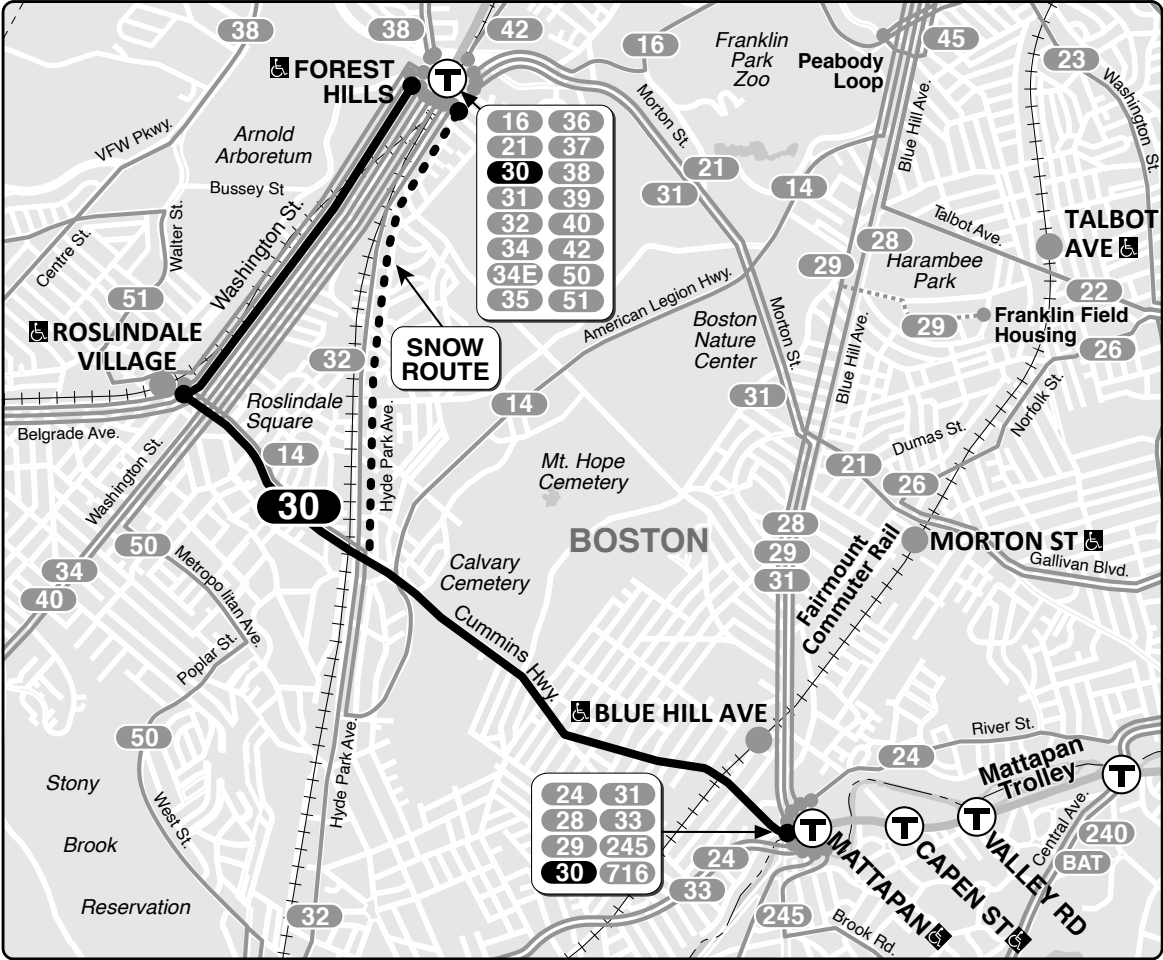 38
38
42
16
Franklin
Park
Zoo
Peabody
Loop
45
23
Washington St.
FOREST
HILLS
T
VFW Pkwy.
Arnold
Arboretum
Bussey St
Morton St.
Blue Hill Ave.
16 36
21 37
30 38
31 39
32 40
34 42
34E 50
35 51
21
31
14
Centre St.
Walter St.
Washington St.
Talbot Ave.
TALBOT
AVE
28
29
Harambee
Park
22
51
ROSLINDALE
VILLAGE
American Legion Hwy.
Boston
Nature
Center
Morton St.
Blue Hill Ave.
29
Franklin Field
Housing
26
SNOW
ROUTE
32
Roslindale
Square
14
31
Norfolk St.
Dumas St.
Belgrade Ave.
Washington St.
14
Hyde Park Ave.
Mt. Hope
Cemetery
21
26
30
BOSTON
28
29
31
Fairmount
Commuter Rail
MORTON ST
Gallivan Blvd.
50
34
40
Metropolitan Ave.
Calvary
Cemetery
Cummins Hwy.
Poplar St.
50
BLUE HILL AVE
River St.
24
Mattapan
Trolley
T
Hyde Park Ave.
Stony
Brook
Reservation
West St.
24 31
28 33
29 245
30 716
T
MATTAPAN
T
CAPEN ST
T
VALLEY RD
Central Ave.
240
BAT
24
33
245
Brook Rd.
32